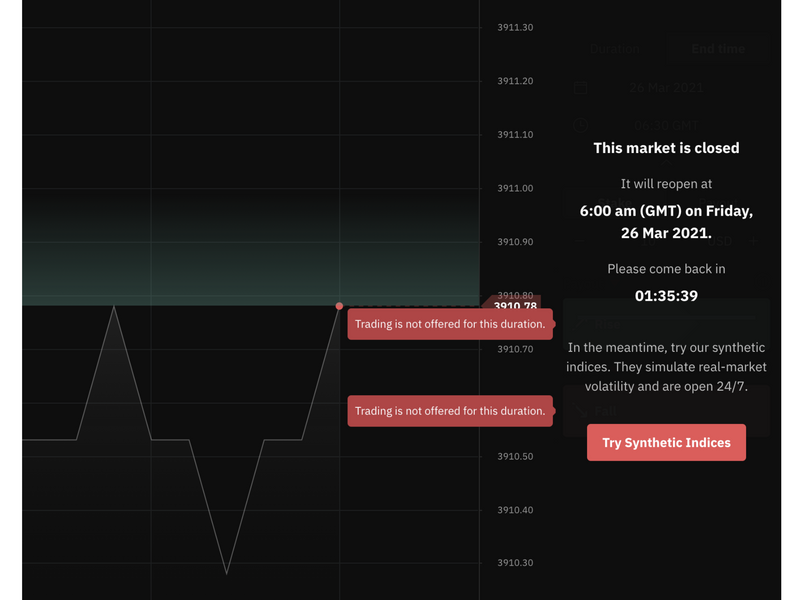 3911.30
3911.20
3911.10
3911.00
3910.90
3910.80
3910.78
3910.70
3910.50
3910.40
3910.30
Trading is not offered for this duration.
Trading is not offered for this duration.
Duration
End time
26 Mar 2021
This market is closed
It will reopen at
6:00 am (GMT) on Friday,
26 Mar 2021.
USD
Please come back in
01:35:39
In the meantime, try our synthetic
indices. They simulate real-market
volatility and are open 24/7.
Try Synthetic Indices